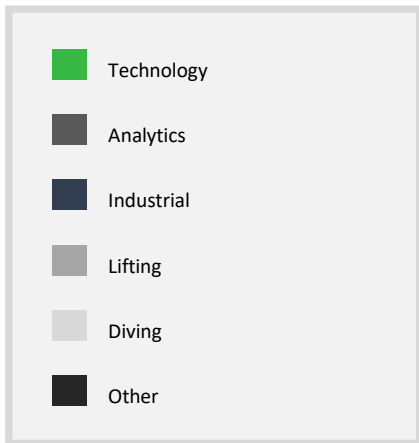 Technology
Analytics
Industrial
Lifting
Diving
Other